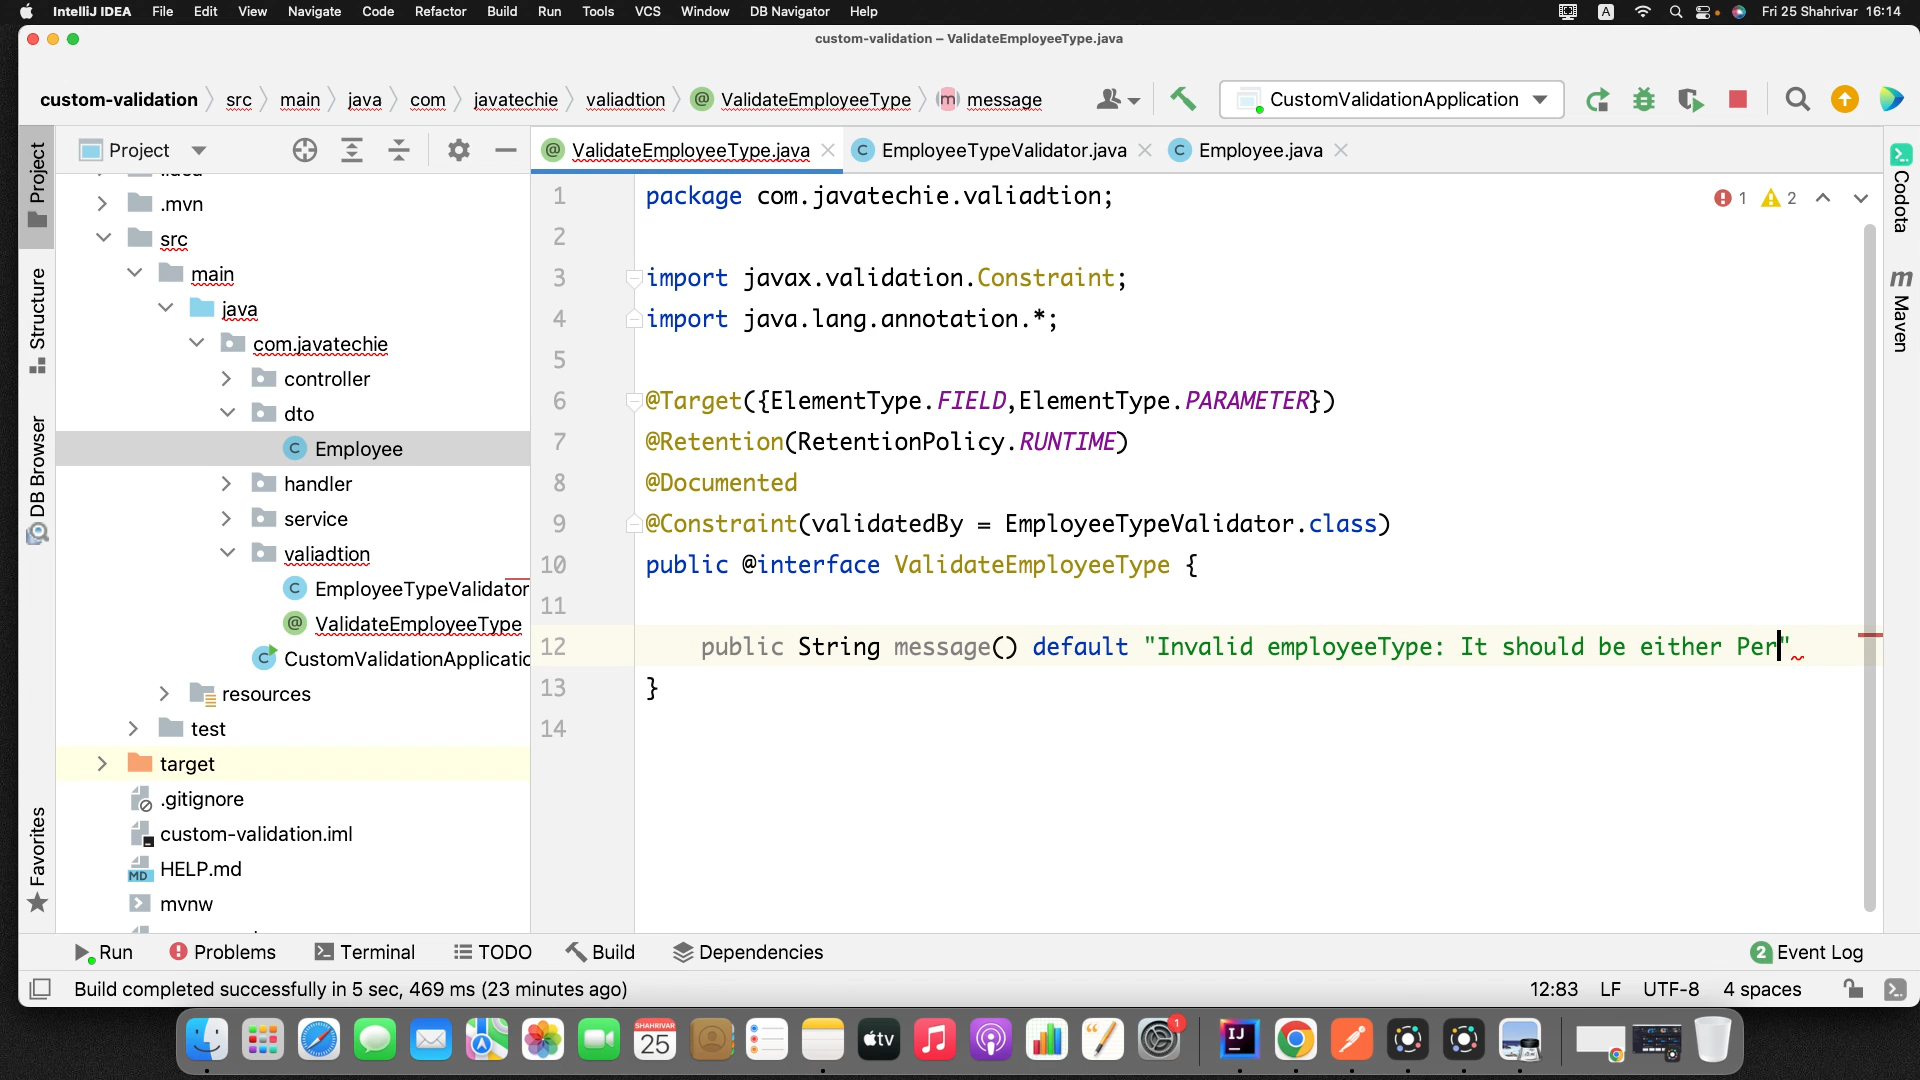 IntelliJ IDEA File Edit View Navigate Code Refactor Build Run Tools VCS Window DB Navigator Help A Fri 25 Shahrivar 16:14
custom-validation – ValidateEmployeeType.java
custom-validation src main java com javatechie valiadtion @ ValidateEmployeeType m message CustomValidationApplication
Project
Structure
DB Browser
Favorites
Project
.mvn
src
main
java
com.javatechie
controller
dto
C Employee
handler
service
valiadtion
C EmployeeTypeValidator
@ ValidateEmployeeType
C CustomValidationApplicatio
resources
test
target
.gitignore
custom-validation.iml
MD HELP.md
mvnw
@ ValidateEmployeeType.java C EmployeeTypeValidator.java C Employee.java
1 2
1 package com.javatechie.valiadtion;
2
3 import javax.validation.Constraint;
4 import java.lang.annotation.*;
5
6 @Target({ElementType.FIELD,ElementType.PARAMETER})
7 @Retention(RetentionPolicy.RUNTIME)
8 @Documented
9 @Constraint(validatedBy = EmployeeTypeValidator.class)
10 public @interface ValidateEmployeeType {
11
12 public String message() default "Invalid employeeType: It should be either Per"
13 }
14
Codota
m Maven
Run Problems Terminal TODO Build Dependencies 2 Event Log
Build completed successfully in 5 sec, 469 ms (23 minutes ago) 12:83 LF UTF-8 4 spaces
SHAHRIVAR
25
tv
1
IJ